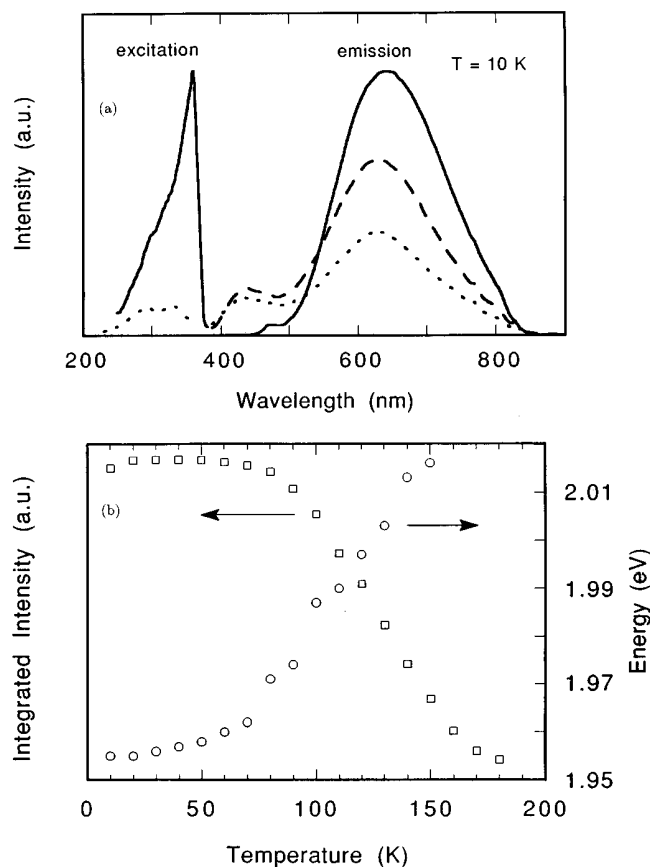 excitation
emission
T = 10 K
(a)
Intensity (a.u.)
200
400
600
800
Wavelength (nm)
(b)
Integrated Intensity (a.u.)
2.01
1.99
1.97
1.95
Energy (eV)
0
50
100
150
200
Temperature (K)